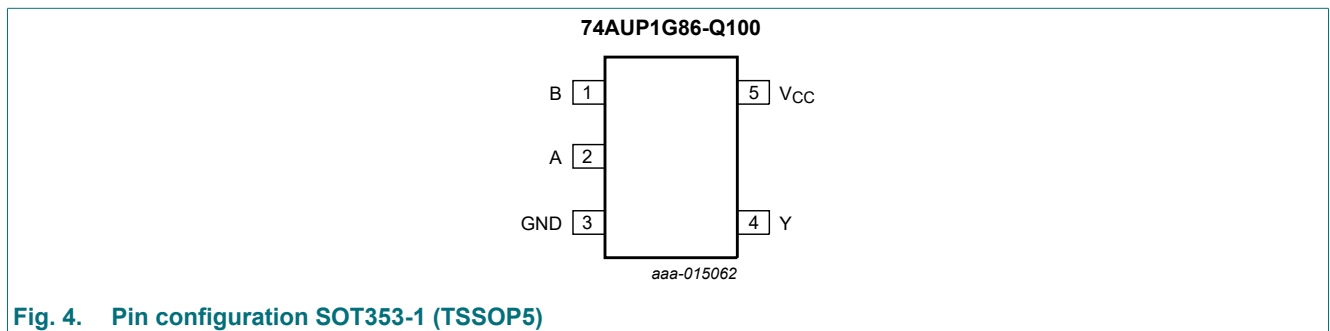 74AUP1G86-Q100
B 1 5 VCC
A 2
GND 3 4 Y
aaa-015062
Fig. 4. Pin configuration SOT353-1 (TSSOP5)